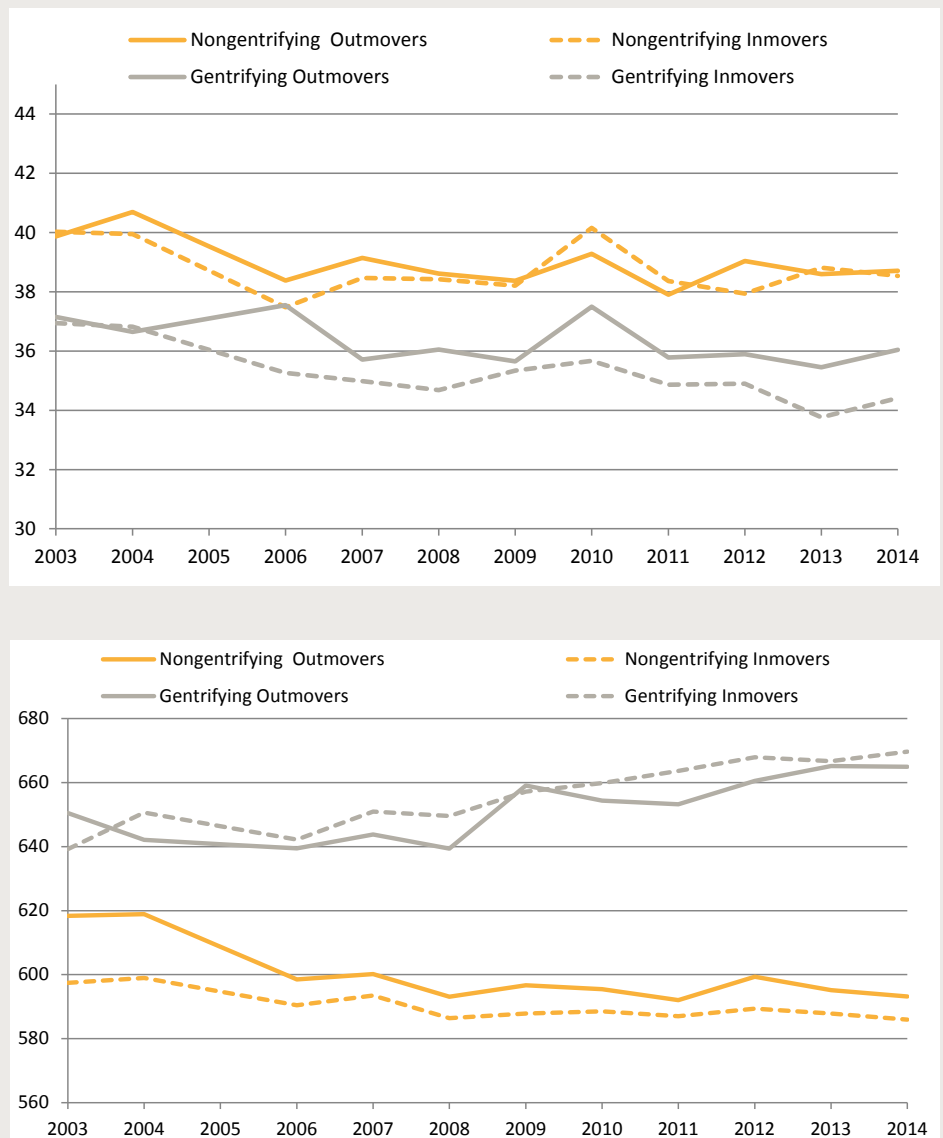 Nongentrifying Outmovers Nongentrifying Inmovers
Gentrifying Outmovers Gentrifying Inmovers
44
42
40
38
36
34
32
30
2003 2004 2005 2006 2007 2008 2009 2010 2011 2012 2013 2014
Nongentrifying Outmovers Nongentrifying Inmovers
Gentrifying Outmovers Gentrifying Inmovers
680
660
640
620
600
580
560
2003 2004 2005 2006 2007 2008 2009 2010 2011 2012 2013 2014